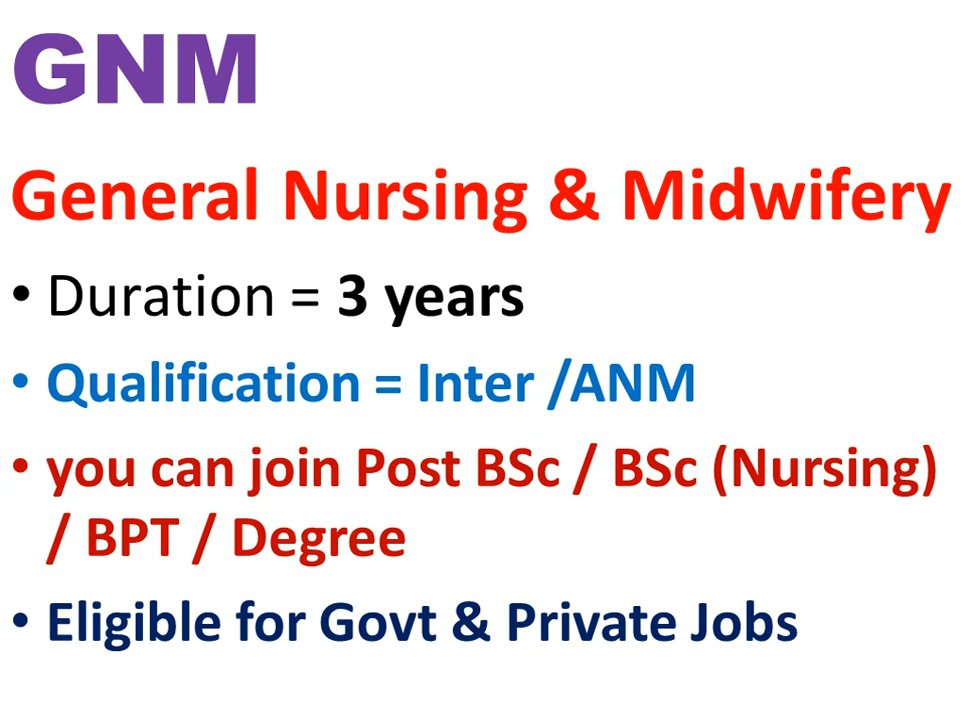 GNM
General Nursing & Midwifery
• Duration = 3 years
• Qualification = Inter /ANM
• you can join Post BSc / BSc (Nursing)
/ BPT / Degree
• Eligible for Govt & Private Jobs